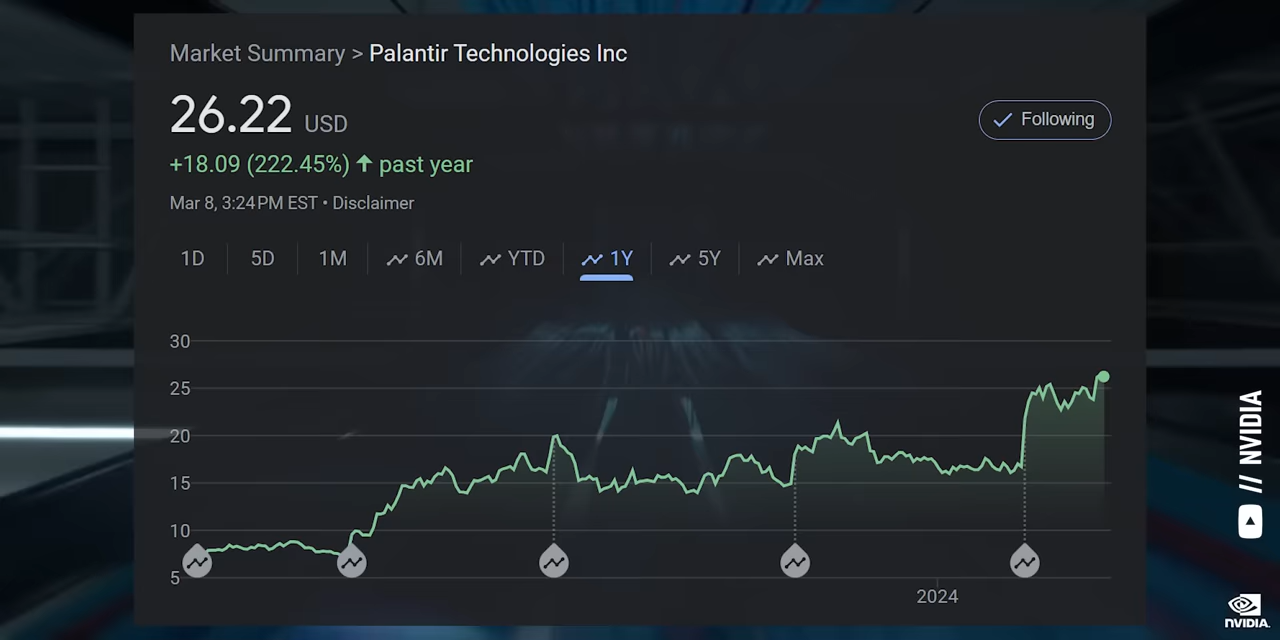 Market Summary > Palantir Technologies Inc
26.22 USD
Following
+18.09 (222.45%) ↑ past year
Mar 8, 3:24 PM EST • Disclaimer
1D 5D 1M 6M YTD 1Y 5Y Max
30
25
20
15
10
5
2024
// NVIDIA
NVIDIA.